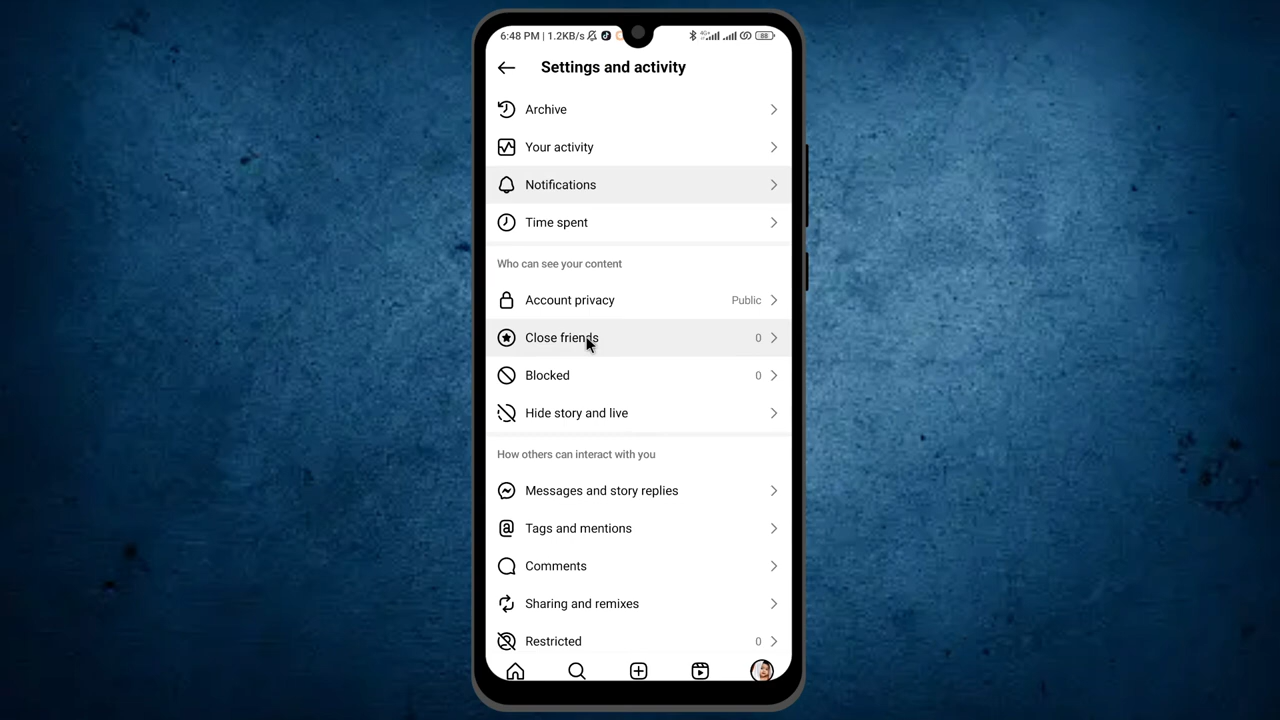 6:48 PM | 1.2KB/s
4G+
88
Settings and activity
Archive
Your activity
Notifications
Time spent
Who can see your content
Account privacy Public
Close friends 0
Blocked 0
Hide story and live
How others can interact with you
Messages and story replies
Tags and mentions
Comments
Sharing and remixes
Restricted 0